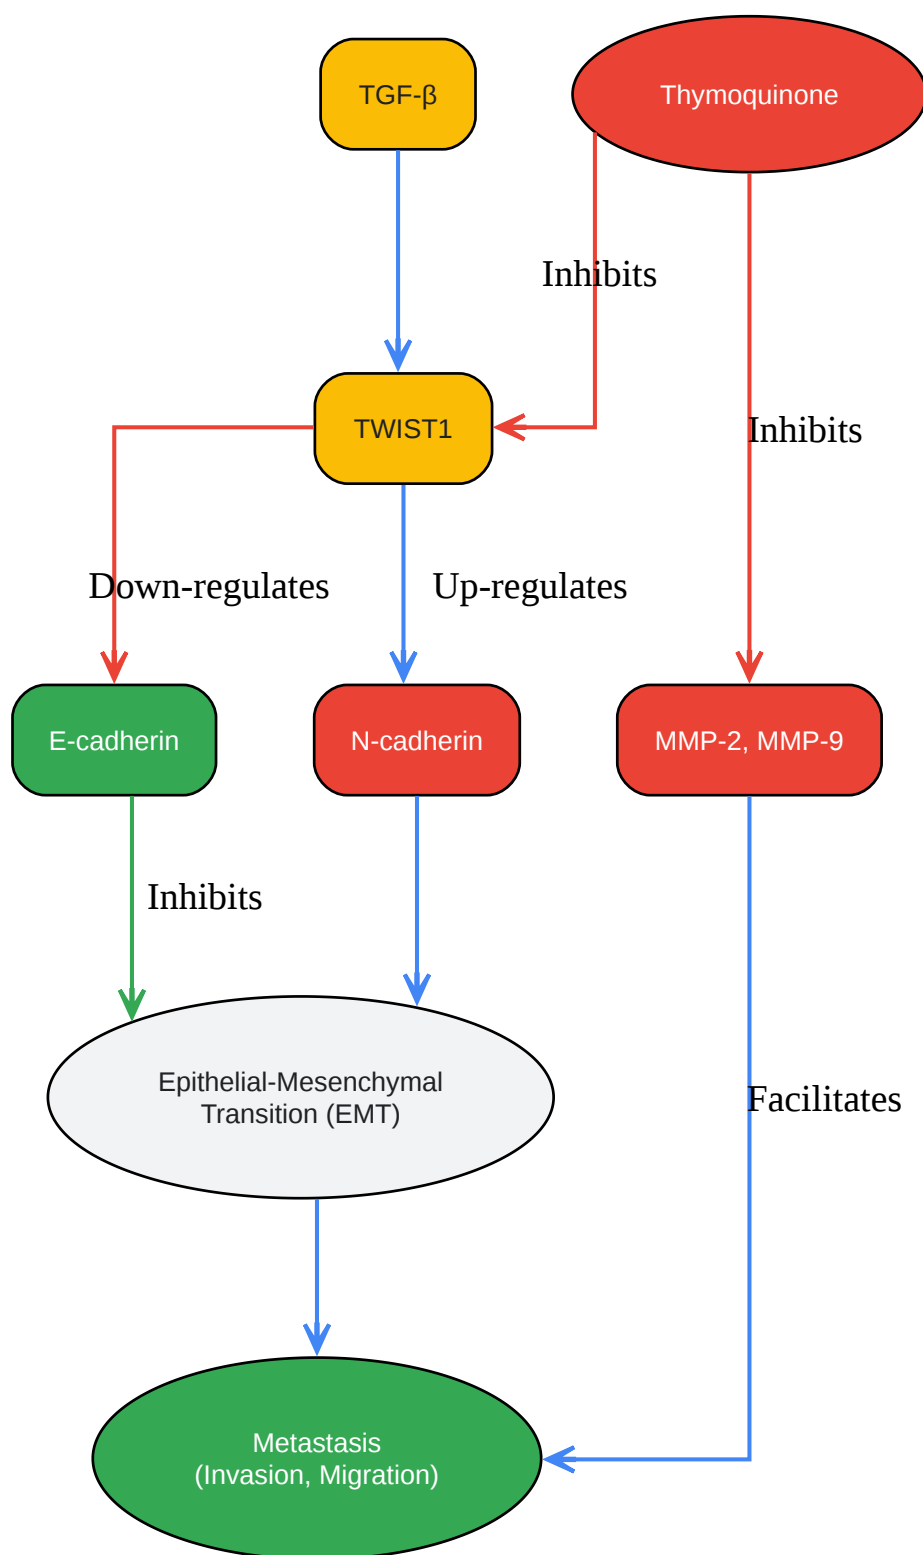 TGF-β
Thymoquinone
Inhibits
TWIST1
Inhibits
Down-regulates
Up-regulates
E-cadherin
N-cadherin
MMP-2, MMP-9
Inhibits
Epithelial-Mesenchymal
Transition (EMT)
Facilitates
Metastasis
(Invasion, Migration)